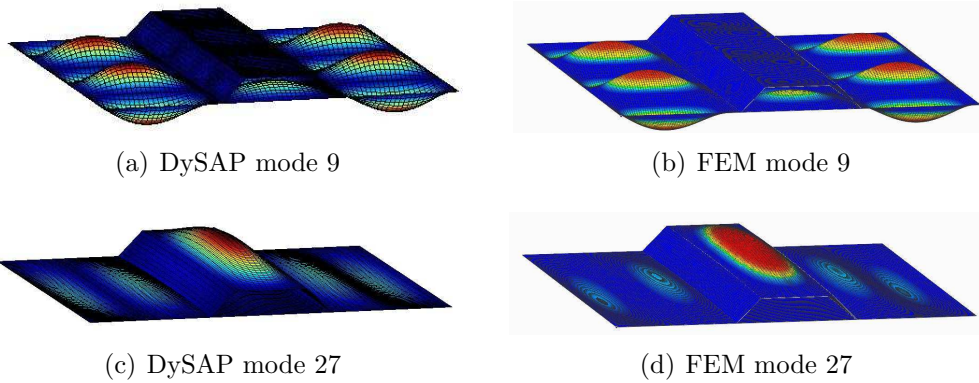 (a) DySAP mode 9
(b) FEM mode 9
(c) DySAP mode 27
(d) FEM mode 27